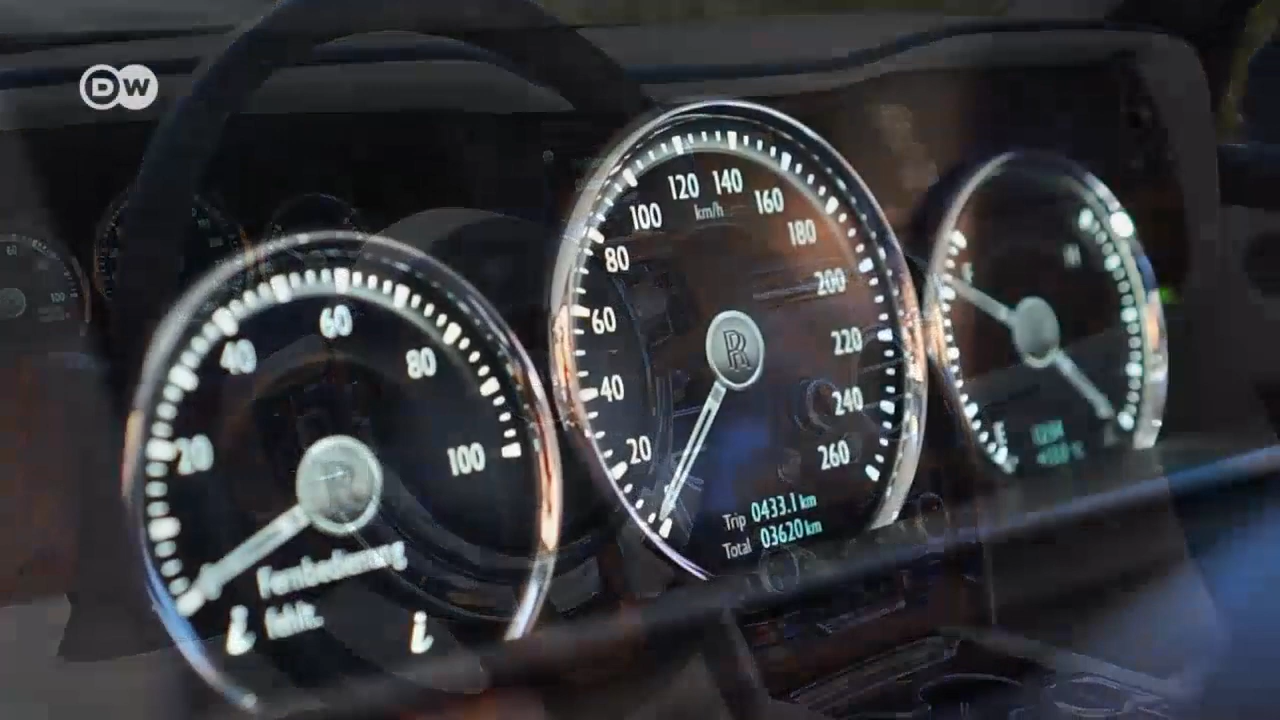 DW
20
40
60
80
100
Fernbedienung
fehlt.
i
i
20
40
60
80
100
120
140
160
180
200
220
240
260
km/h
RR
Trip 0433.1 km
Total 03620 km